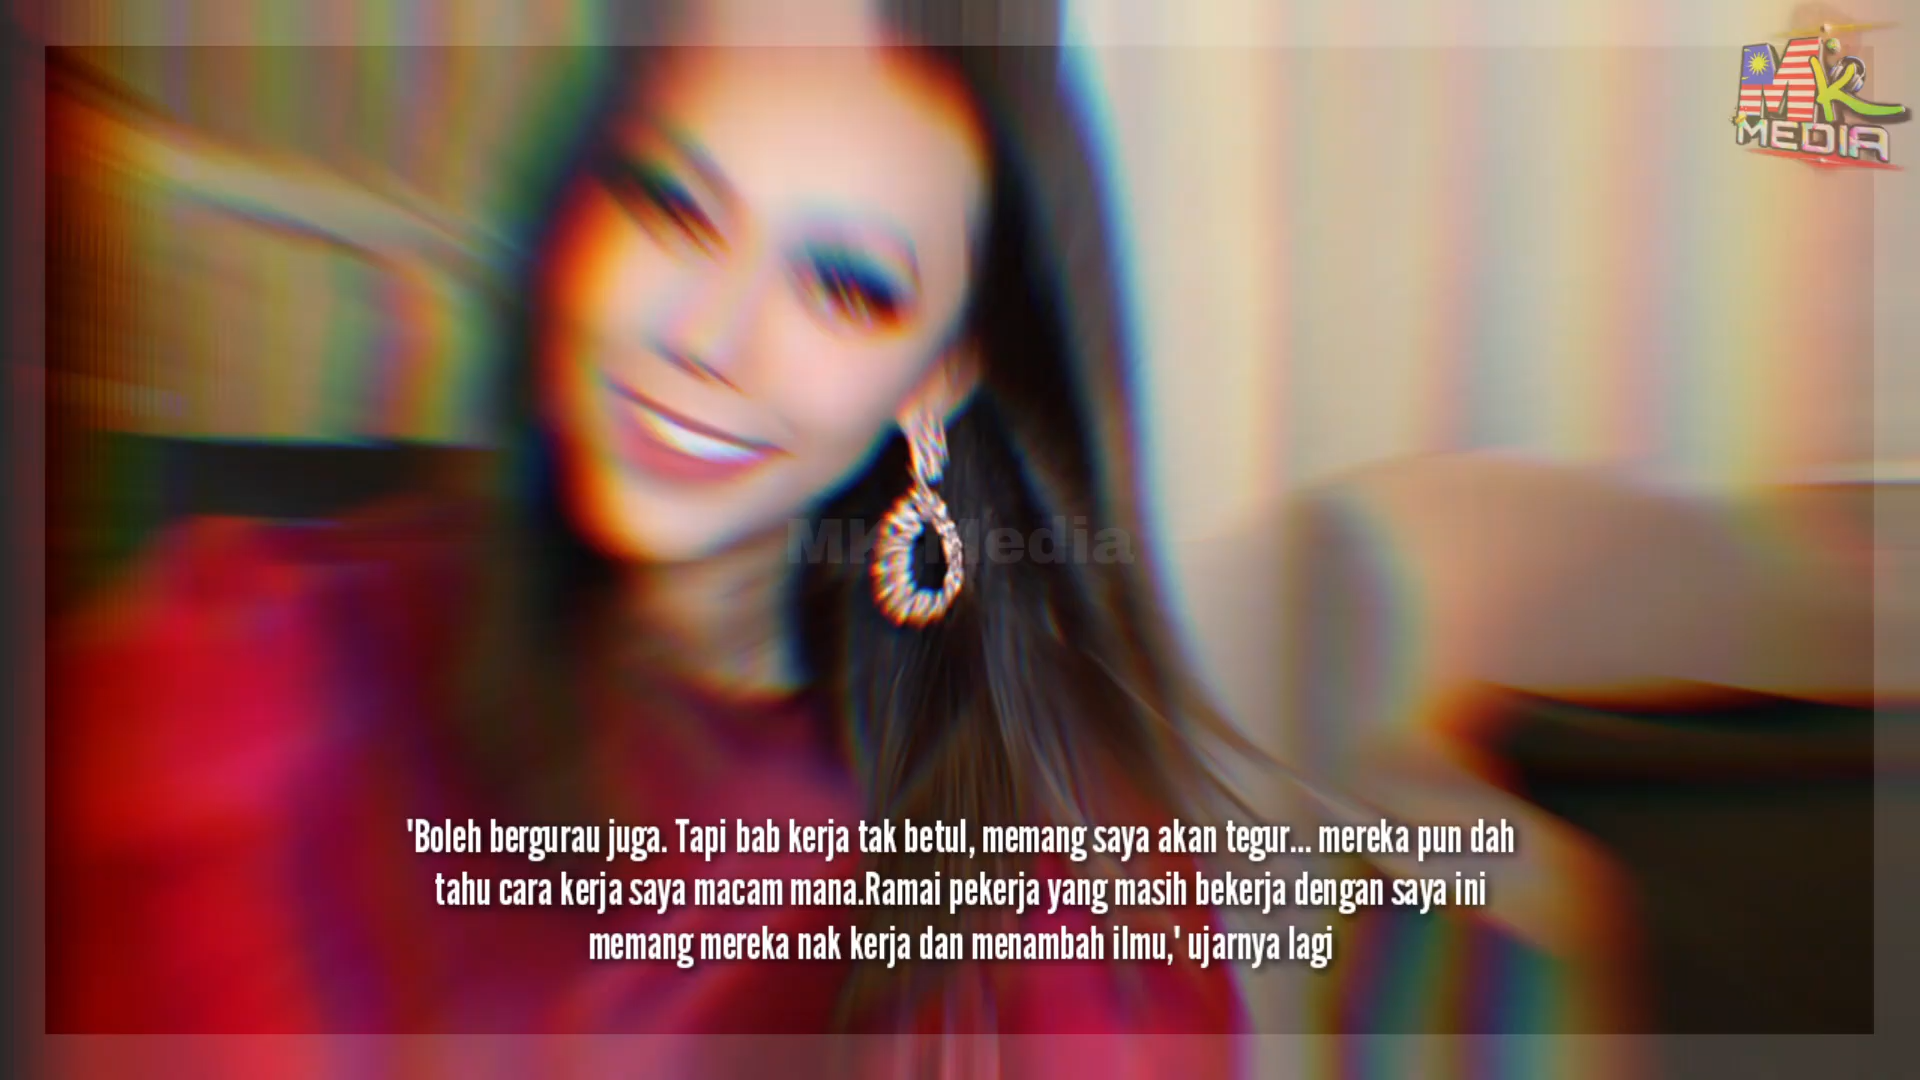 MK
MEDIA
MK Media
'Boleh bergurau juga. Tapi bab kerja tak betul, memang saya akan tegur... mereka pun dah
tahu cara kerja saya macam mana.Ramai pekerja yang masih bekerja dengan saya ini
memang mereka nak kerja dan menambah ilmu,' ujarnya lagi